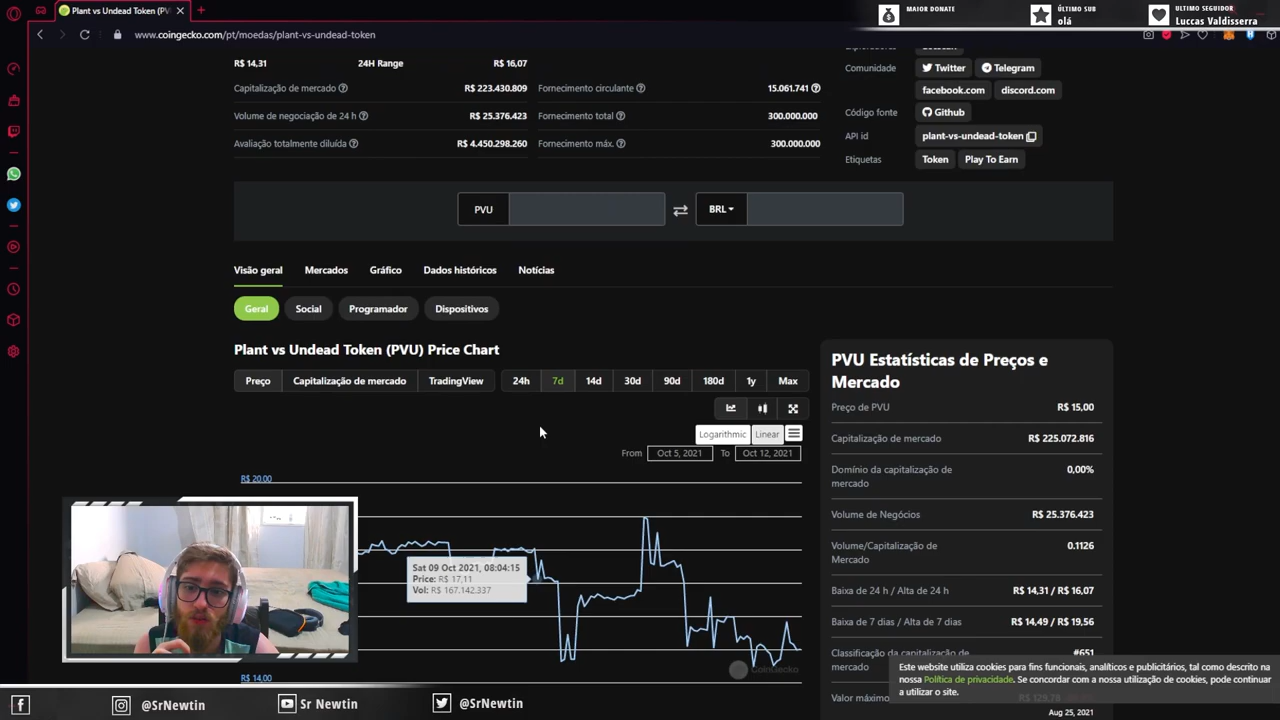 Plant vs Undead Token (PV
MAIOR DONATE
ÚLTIMO SUB
olá
ULTIMO SEGUIDOR
Luccas Valdisserra
www.coingecko.com/pt/moedas/plant-vs-undead-token
R$ 14,31
24H Range
R$ 16,07
Capitalização de mercado
R$ 223.430.809
Fornecimento circulante
15.061.741
Volume de negociação de 24 h
R$ 25.376.423
Fornecimento total
300.000.000
Avaliação totalmente diluída
R$ 4.450.298.260
Fornecimento máx.
300.000.000
Comunidade
Twitter
Telegram
facebook.com
discord.com
Código fonte
Github
API id
plant-vs-undead-token
Etiquetas
Token
Play To Earn
PVU
BRL
Visão geral
Mercados
Gráfico
Dados históricos
Notícias
Geral
Social
Programador
Dispositivos
Plant vs Undead Token (PVU) Price Chart
Preço
Capitalização de mercado
TradingView
24h
7d
14d
30d
90d
180d
1y
Max
Logarithmic
Linear
From
Oct 5, 2021
To
Oct 12, 2021
R$ 20,00
Sat 09 Oct 2021, 08:04:15
Price: R$ 17,11
Vol: R$ 167.142.337
CoinGecko
R$ 14,00
PVU Estatísticas de Preços e
Mercado
Preço de PVU
R$ 15,00
Capitalização de mercado
R$ 225.072.816
Domínio da capitalização de
mercado
0,00%
Volume de Negócios
R$ 25.376.423
Volume/Capitalização de
Mercado
0.1126
Baixa de 24 h / Alta de 24 h
R$ 14,31 / R$ 16,07
Baixa de 7 dias / Alta de 7 dias
R$ 14,49 / R$ 19,56
Classificação da capitalização de
mercado
#651
Valor máximo
R$ 129,78
Aug 25, 2021
Este website utiliza cookies para fins funcionais, analíticos e publicitários, tal como descrito na
nossa Política de privacidade. Se concordar com a nossa utilização de cookies, pode continuar
a utilizar o site.
@SrNewtin
Sr Newtin
@SrNewtin